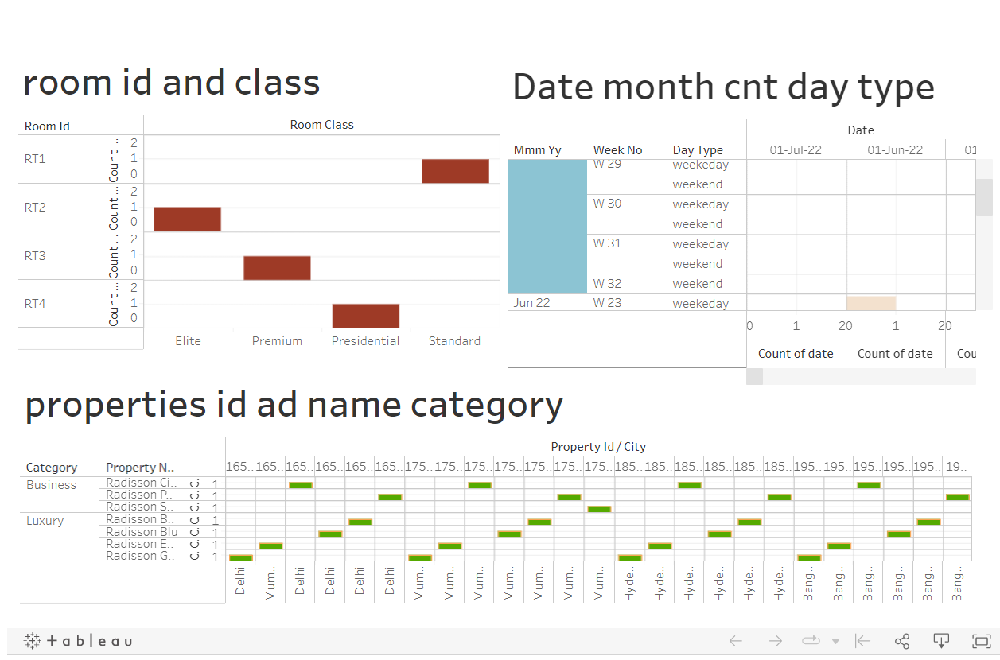 room id and class
Room Id
Room Class
RT1 Count ... 2 1 0
RT2 Count ... 2 1 0
RT3 Count ... 2 1 0
RT4 Count ... 2 1 0
Elite Premium Presidential Standard
Date month cnt day type
Date
Mmm Yy Week No Day Type 01-Jul-22 01-Jun-22 01
W 29 weekeday
weekend
W 30 weekeday
weekend
W 31 weekeday
weekend
W 32 weekend
Jun 22 W 23 weekeday
0 1 20 1 20
Count of date Count of date Cou
properties id ad name category
Property Id / City
Category Property N.. 165.. 165.. 165.. 165.. 165.. 165.. 175.. 175.. 175.. 175.. 175.. 175.. 175.. 185.. 185.. 185.. 185.. 185.. 185.. 195.. 195.. 195.. 195.. 195.. 19..
Business Radisson Ci.. 1
Radisson P.. 1
Radisson S.. 1
Luxury Radisson B.. 1
Radisson Blu 1
Radisson E.. 1
Radisson G.. 1
Delhi Mum.. Delhi Delhi Delhi Delhi Mum.. Mum.. Mum.. Mum.. Mum.. Mum.. Mum.. Hyde.. Hyde.. Hyde.. Hyde.. Hyde.. Hyde.. Bang.. Bang.. Bang.. Bang.. Bang.. Bang..
+ a b l e a u